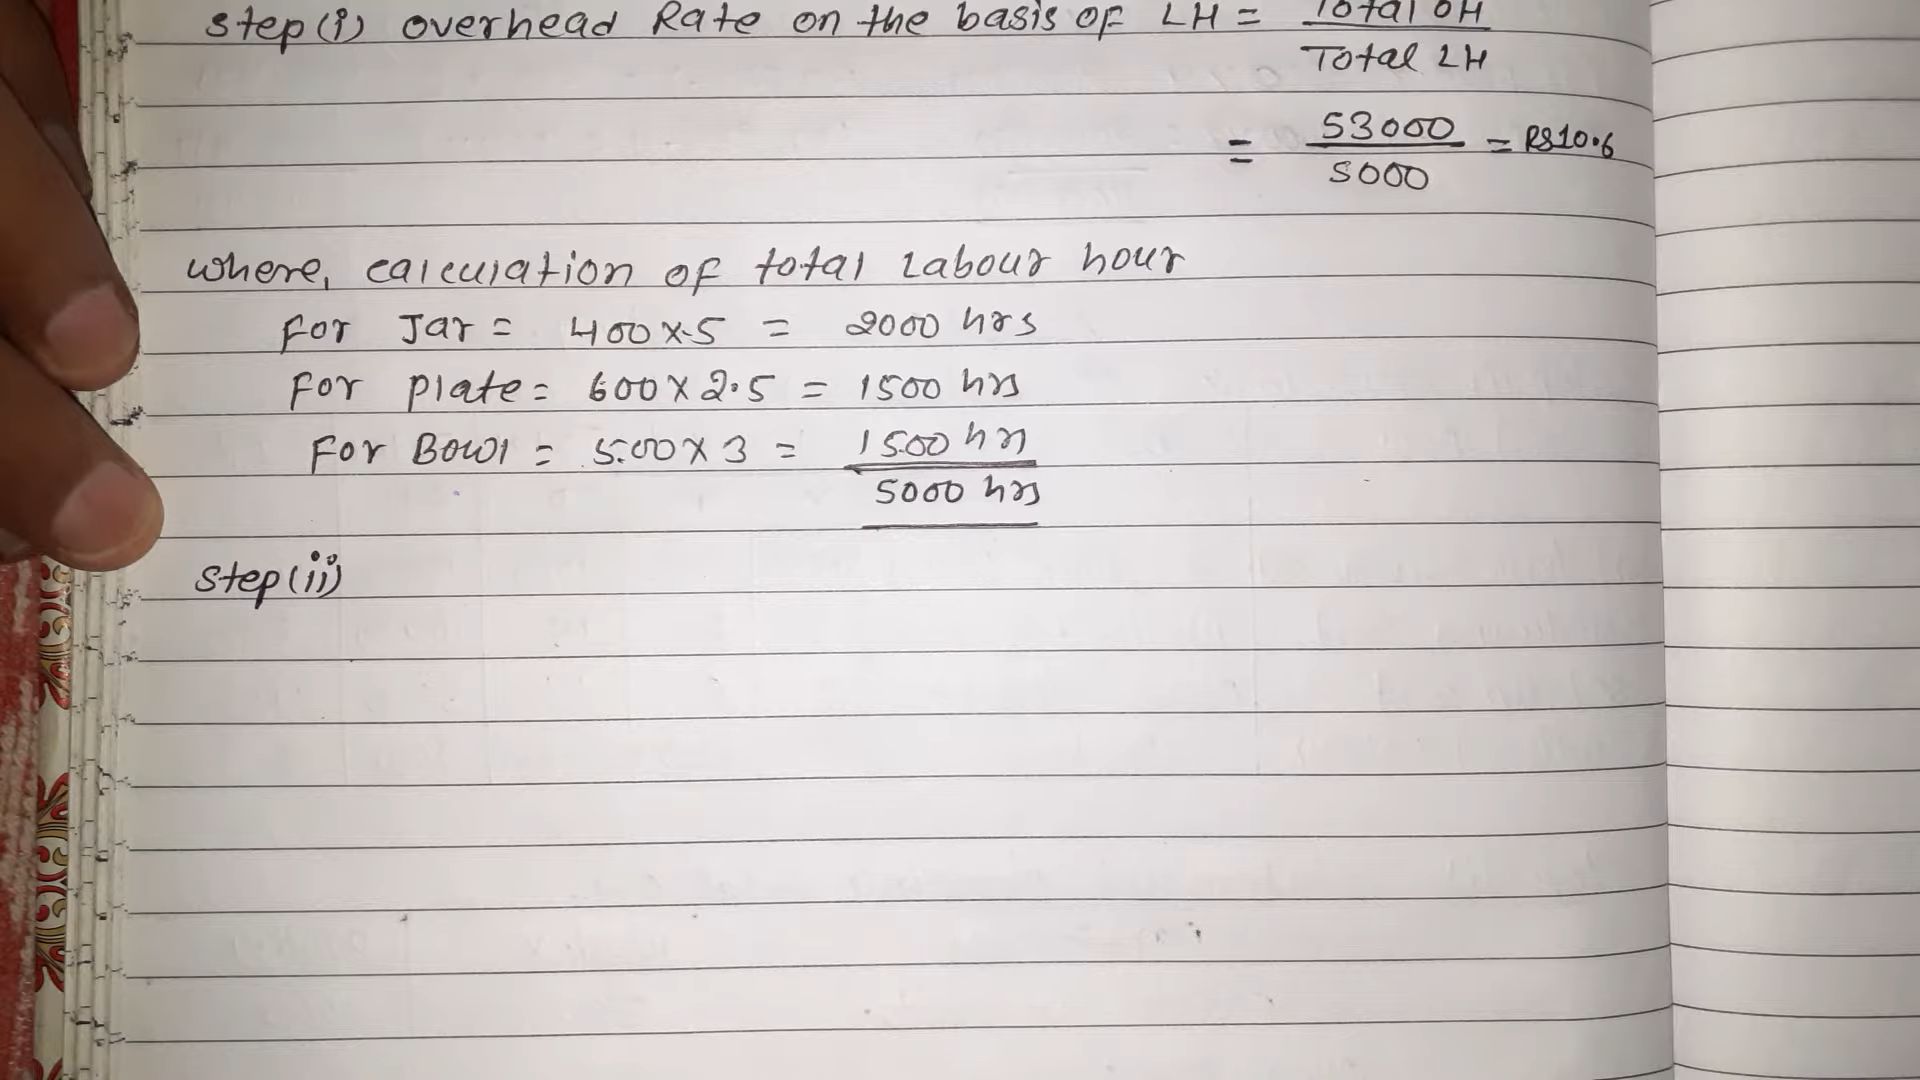 step(i) overhead Rate on the basis of LH = Total OH
Total LH
= 53000 = RS10.6
5000
where, calculation of total labour hour
For Jar = 400x5 = 2000 hrs
For plate = 600 x 2.5 = 1500 hrs
For Bowl = 500 x 3 = 1500 hrs
5000 hrs
step(ii)